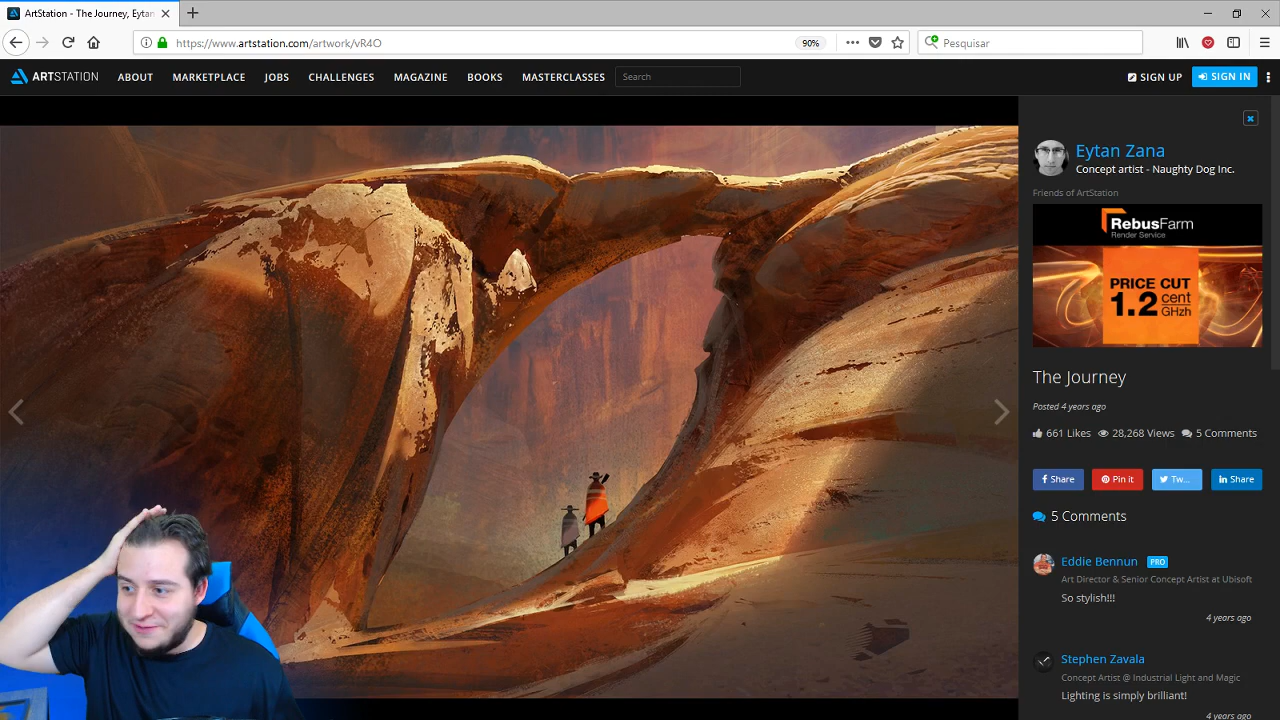 ArtStation - The Journey, Eytan
https://www.artstation.com/artwork/vR4O
90%
Pesquisar
ARTSTATION
ABOUT
MARKETPLACE
JOBS
CHALLENGES
MAGAZINE
BOOKS
MASTERCLASSES
Search
SIGN UP
SIGN IN
Eytan Zana
Concept artist - Naughty Dog Inc.
Friends of ArtStation
RebusFarm
Render Service
PRICE CUT
1.2 cent
GHzh
The Journey
Posted 4 years ago
661 Likes 28,268 Views 5 Comments
Share
Pin it
Tw...
Share
5 Comments
Eddie Bennun PRO
Art Director & Senior Concept Artist at Ubisoft
So stylish!!!
4 years ago
Stephen Zavala
Concept Artist @ Industrial Light and Magic
Lighting is simply brilliant!
4 years ago